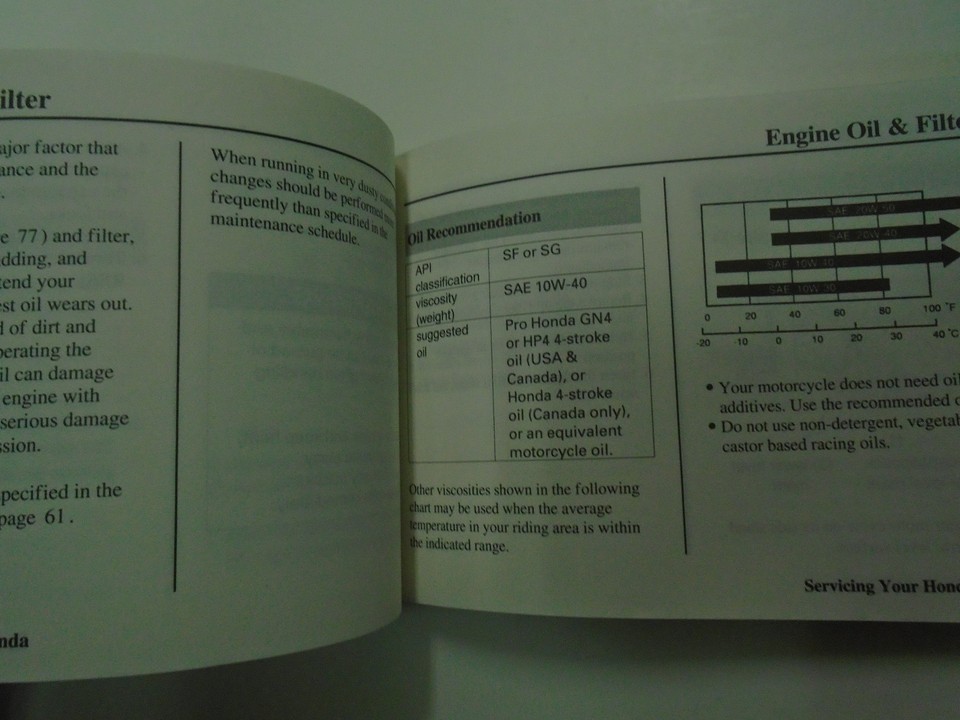 ilter
ajor factor that
ance and the
.
e 77) and filter,
dding, and
tend your
est oil wears out.
d of dirt and
perating the
il can damage
engine with
serious damage
ssion.
pecified in the
page 61.
nda
When running in very dusty
changes should be performed
frequently than specified in the
maintenance schedule.
Engine Oil & Filte
Oil Recommendation
API
classification
SF or SG
viscosity
(weight)
SAE 10W-40
suggested
oil
Pro Honda GN4
or HP4 4-stroke
oil (USA &
Canada), or
Honda 4-stroke
oil (Canada only),
or an equivalent
motorcycle oil.
Other viscosities shown in the following
chart may be used when the average
temperature in your riding area is within
the indicated range.
SAE 20W-50
SAE 20W-40
SAE 10W-40
SAE 10W-30
0 20 40 60 80 100 °F
-20 -10 0 10 20 30 40 °C
• Your motorcycle does not need oil
additives. Use the recommended o
• Do not use non-detergent, vegetab
castor based racing oils.
Servicing Your Hond